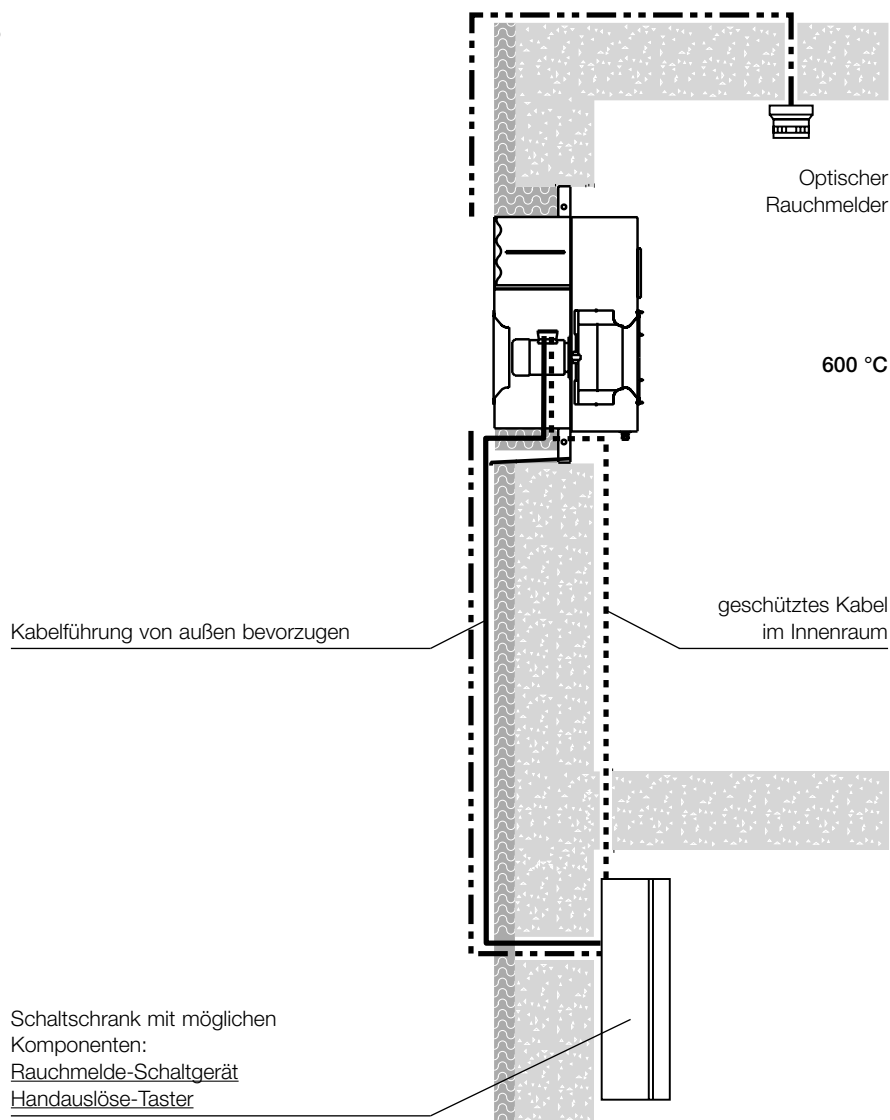 Optischer
Rauchmelder
600 °C
Kabelführung von außen bevorzugen
geschütztes Kabel
im Innenraum
Schaltschrank mit möglichen
Komponenten:
Rauchmelde-Schaltgerät
Handauslöse-Taster